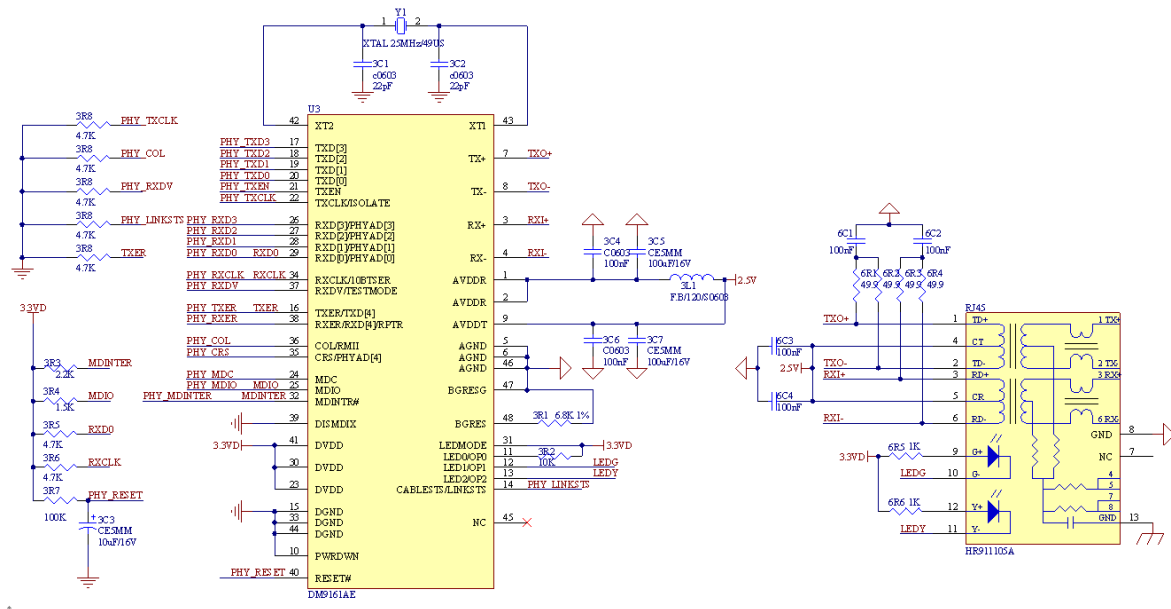 Y1
1
2
XTAL 25MHz/49US
3C1
c0603
22pF
3C2
c0603
22pF
3R8
PHY_TXCLK
4.7K
3R8
PHY_COL
4.7K
3R8
PHY_RXDV
4.7K
3R8
PHY_LINKSTS
4.7K
3R8
TXER
4.7K
3.3VD
3R3
MDINTER
2.2K
3R4
MDIO
1.5K
3R5
RXD0
4.7K
3R6
RXCLK
4.7K
3R7
PHY_RESET
100K
3C3
CE5MM
10uF/16V
U3
42 XT2
PHY_TXD3 17 TXD[3]
PHY_TXD2 18 TXD[2]
PHY_TXD1 19 TXD[1]
PHY_TXD0 20 TXD[0]
PHY_TXEN 21 TXEN
PHY_TXCLK 22 TXCLK/ISOLATE
PHY_RXD3 26 RXD[3]/PHYAD[3]
PHY_RXD2 27 RXD[2]/PHYAD[2]
PHY_RXD1 28 RXD[1]/PHYAD[1]
PHY_RXD0 RXD0 29 RXD[0]/PHYAD[0]
PHY_RXCLK RXCLK 34 RXCLK/10BTSER
PHY_RXDV 37 RXDV/TESTMODE
PHY_TXER TXER 16 TXER/TXD[4]
PHY_RXER 38 RXER/RXD[4]/RPTR
PHY_COL 36 COL/RMII
PHY_CRS 35 CRS/PHYAD[4]
PHY_MDC 24 MDC
PHY_MDIO MDIO 25 MDIO
PHY_MDINTER MDINTER 32 MDINTR#
39 DISMDIX
3.3VD 41 DVDD
30 DVDD
23 DVDD
15 DGND
33 DGND
44 DGND
10 PWRDWN
PHY_RESET 40 RESET#
DM9161AE
XT1 43
TX+ 7 TXO+
TX- 8 TXO-
RX+ 3 RXI+
RX- 4 RXI-
AVDDR 1
AVDDR 2
AVDDT 9
AGND 5
AGND 6
AGND 46
BGRESG 47
BGRES 48
3R1 6.8K 1%
LEDMODE 31 3.3VD
LED0/OP0 11
3R2
10K
LED1/OP1 12 LEDG
LED2/OP2 13 LEDY
CABLESTS/LINKSTS 14 PHY_LINKSTS
NC 45
3C4
C0603
100nF
3C5
CE5MM
100uF/16V
3L1
F.B/120/S0603
2.5V
3C6
C0603
100nF
3C7
CE5MM
100uF/16V
6C1
100nF
6C2
100nF
6R1
49.9
6R2
49.9
6R3
49.9
6R4
49.9
6C3
100nF
2.5V
6C4
100nF
RJ45
TXO+ 1 TD+
4 CT
TXO- 2 TD-
RXI+ 3 RD+
5 CR
RXI- 6 RD-
1 TX+
2 TX-
3 RX+
6 RX-
GND 8
NC 7
4
5
7
8
GND 13
3.3VD
6R5 1K
9 G+
LEDG 10 G-
6R6 1K
12 Y+
LEDY 11 Y-
HR911105A